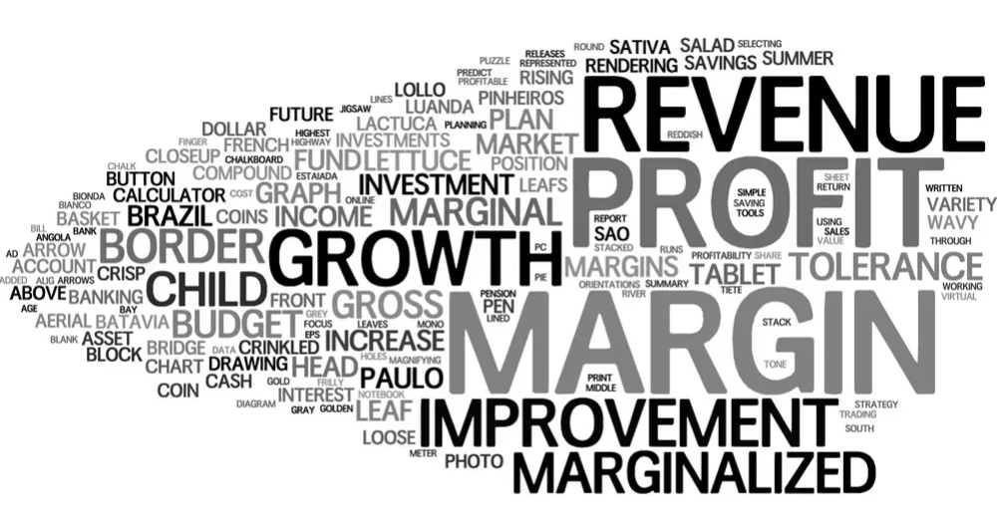 ROUND SATIVA SALAD SELECTING
RELEASES
PUZZLE REPRESENTED RENDERING SAVINGS SUMMER
PREDICT RISING
PROFITABLE
LOLLO PINHEIROS REVENUE
LINES LUANDA
FUTURE JIGSAW
LACTUCA PLANNING PLAN
DOLLAR HIGHEST REDDISH
FINGER FRENCH HIGHWAY INVESTMENTS MARKET
CLOSEUP CHALKBOARD FUND LETTUCE POSITION PROFIT
CHALK COMPOUND ESTAIADA
BUTTON INVESTMENT LEAFS SIMPLE SHEET RETURN WRITTEN
BIONDA CALCULATOR COST GRAPH ONLINE SAVING TOOLS VARIETY
BIANCO
BASKET BRAZIL COINS INCOME MARGINAL REPORT USING SALES WAVY
BILL BANK SAO VALUE
ANGOLA STACKED THROUGH
AD ARROW BORDER GROWTH PC RUNS PROFITABILITY SHARE
ACCOUNT CRISP MARGINS TABLET TOLERANCE
ADDED ALIG ARROWS CHILD PIE ORIENTATIONS SUMMARY WORKING
ABOVE BANKING FRONT GROSS PENSION RIVER TIETE VIRTUAL
AGE BAY GREY PEN
AERIAL BATAVIA BUDGET FOCUS LEAVES MONO LINED MARGIN STACK
BLANK ASSET EPS INCREASE
BLOCK BRIDGE DATA CRINKLED HOLES MAGNIFYING
CHART DRAWING HEAD PAULO TONE
COIN CASH GOLD FRILLY PRINT
INTEREST NOTEBOOK MIDDLE
DIAGRAM GRAY GOLDEN LEAF IMPROVEMENT STRATEGY
TRADING
LOOSE SOUTH
METER
PHOTO MARGINALIZED